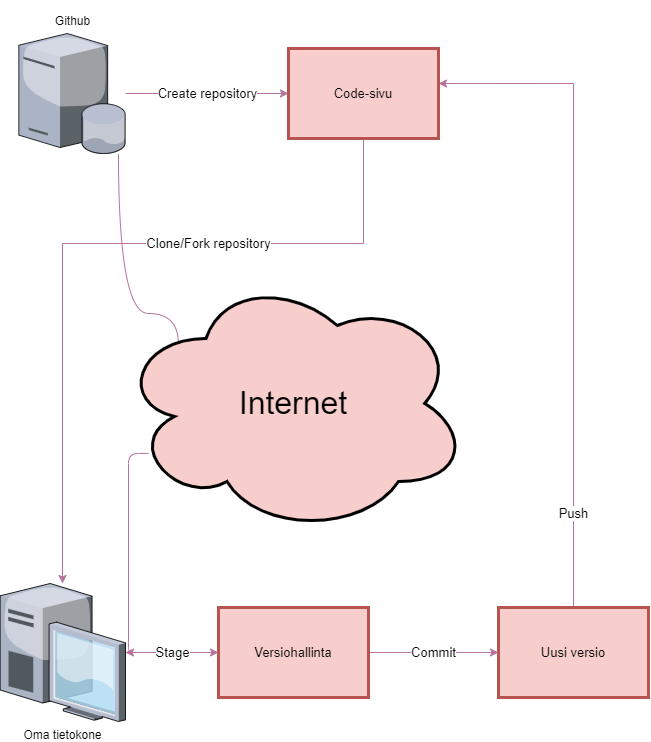 Github
Create repository
Code-sivu
Clone/Fork repository
Internet
Push
Stage
Versiohallinta
Commit
Uusi versio
Oma tietokone